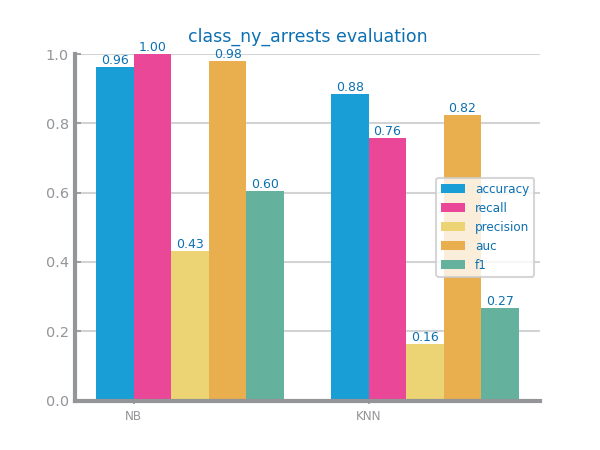 class_ny_arrests evaluation
1.0
0.8
0.6
0.4
0.2
0.0
0.96
1.00
0.43
0.98
0.60
0.88
0.76
0.16
0.82
0.27
accuracy
recall
precision
auc
f1
NB
KNN